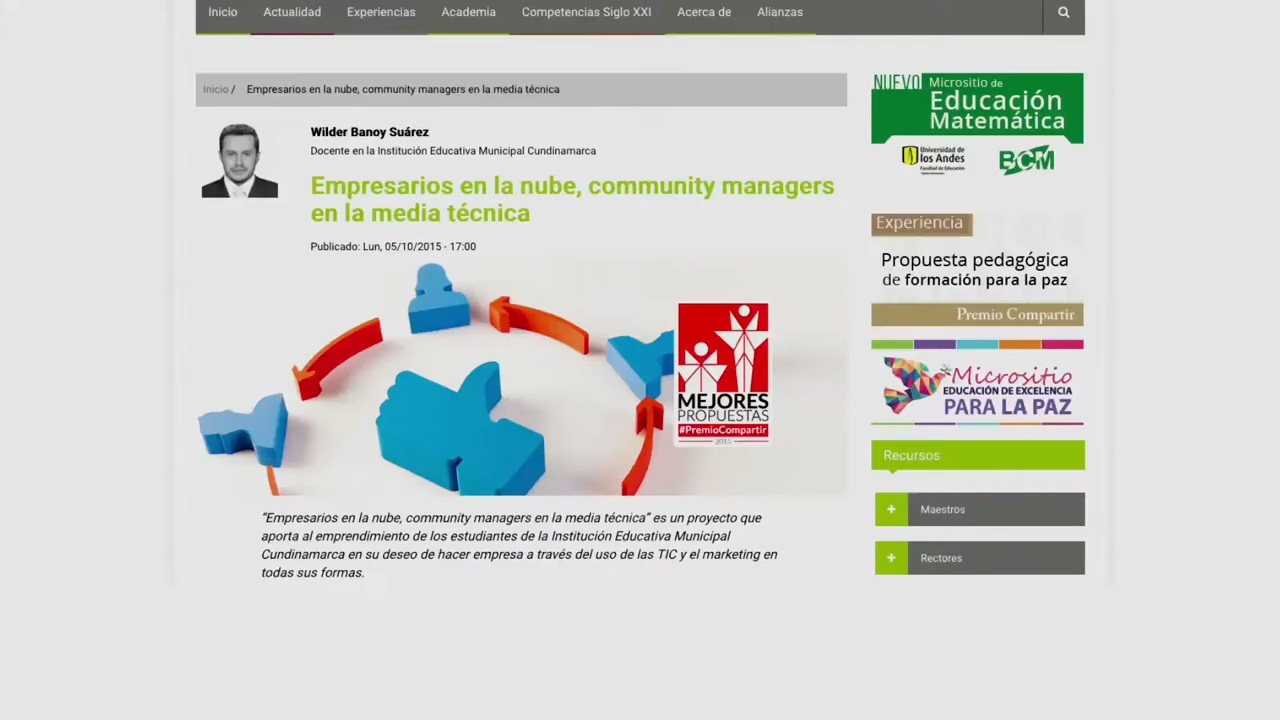 Inicio Actualidad Experiencias Academia Competencias Siglo XXI Acerca de Alianzas
Inicio / Empresarios en la nube, community managers en la media técnica
Wilder Banoy Suárez
Docente en la Institución Educativa Municipal Cundinamarca
Empresarios en la nube, community managers
en la media técnica
Publicado: Lun, 05/10/2015 - 17:00
MEJORES
PROPUESTAS
#PremioCompartir
2015
“Empresarios en la nube, community managers en la media técnica” es un proyecto que
aporta al emprendimiento de los estudiantes de la Institución Educativa Municipal
Cundinamarca en su deseo de hacer empresa a través del uso de las TIC y el marketing en
todas sus formas.
NUEVO Micrositio de
Educación
Matemática
Universidad de
los Andes
Facultad de Educación
BCM
Experiencia
Propuesta pedagógica
de formación para la paz
Premio Compartir
Micrositio
EDUCACIÓN DE EXCELENCIA
PARA LA PAZ
Recursos
+ Maestros
+ Rectores